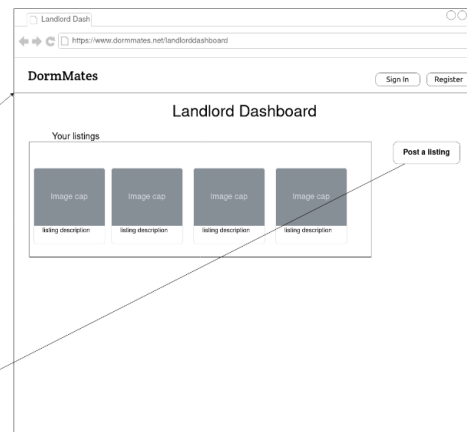 Landlord Dash
https://www.dormmates.net/landlorddashboard
DormMates
Sign In Register
Landlord Dashboard
Your listings
Post a listing
Image cap Image cap Image cap Image cap
listing description listing description listing description listing description